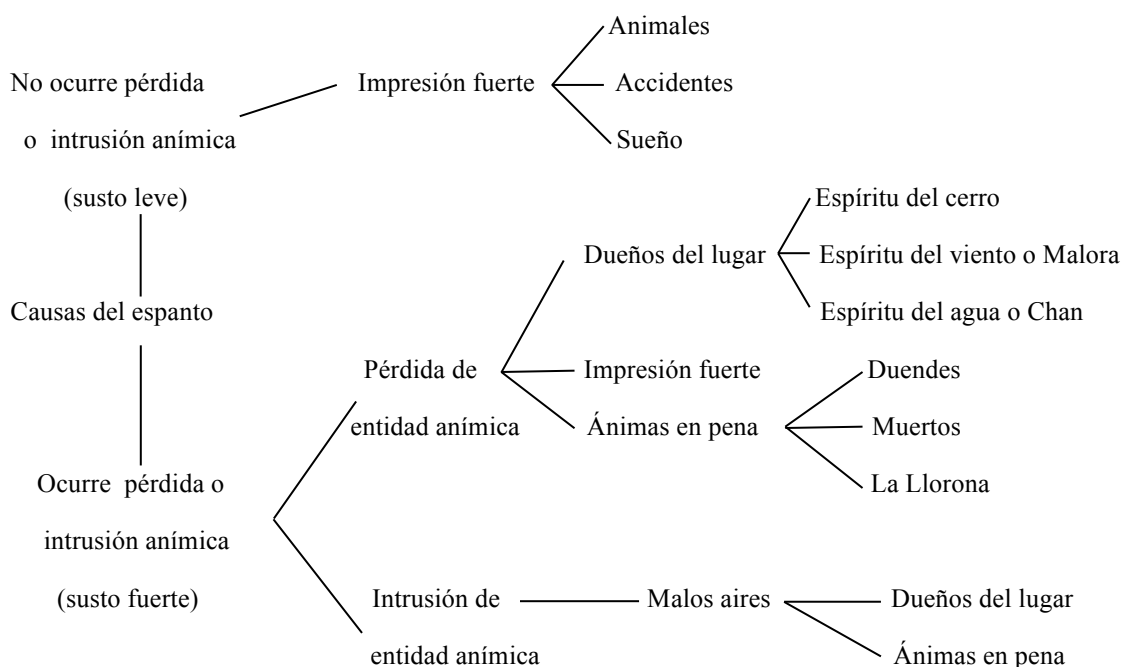 Animales
No ocurre pérdida
Impresión fuerte
Accidentes
o intrusión anímica
Sueño
(susto leve)
Espíritu del cerro
Dueños del lugar
Espíritu del viento o Malora
Causas del espanto
Espíritu del agua o Chan
Pérdida de
Impresión fuerte
Duendes
entidad anímica
Ánimas en pena
Muertos
Ocurre pérdida o
La Llorona
intrusión anímica
(susto fuerte)
Intrusión de
Malos aires
Dueños del lugar
entidad anímica
Ánimas en pena